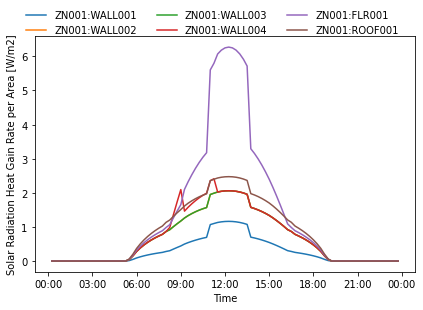 ZN001:WALL001 ZN001:WALL003 ZN001:FLR001
ZN001:WALL002 ZN001:WALL004 ZN001:ROOF001
Solar Radiation Heat Gain Rate per Area [W/m2]
6
5
4
3
2
1
0
00:00 03:00 06:00 09:00 12:00 15:00 18:00 21:00 00:00
Time